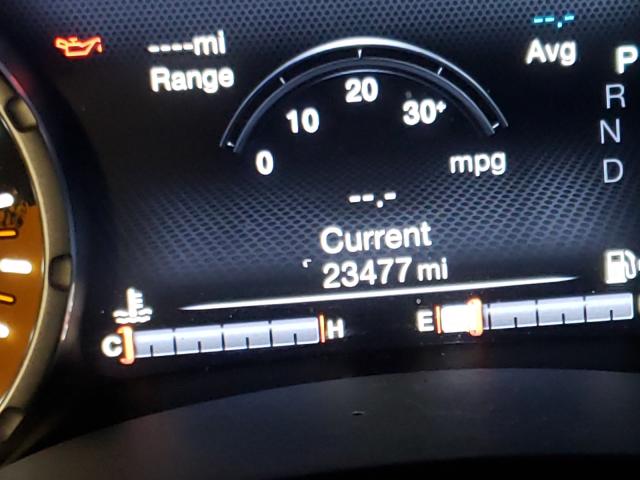 ----mi
Range
--.-
Avg
P
R
N
D
0
10
20
30+
mpg
--.-
Current
23477 mi
C
H
E